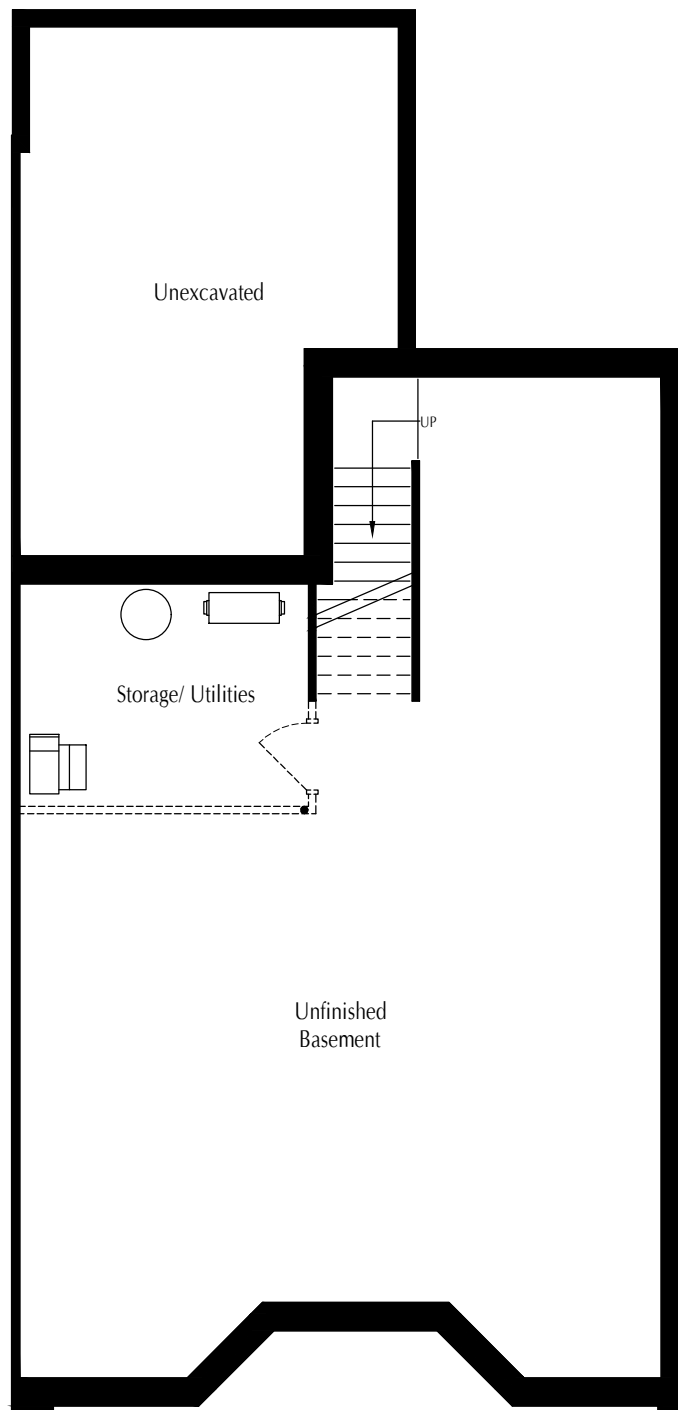 Unexcavated
UP
Storage/ Utilities
Unfinished
Basement